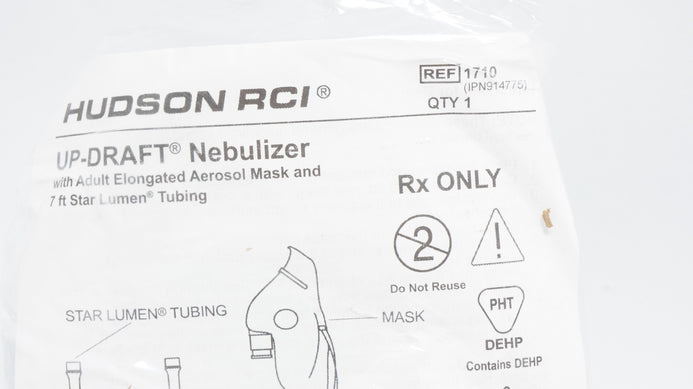 HUDSON RCI®
REF 1710
(IPN914775)
QTY 1
UP-DRAFT® Nebulizer
with Adult Elongated Aerosol Mask and
7 ft Star Lumen® Tubing
Rx ONLY
2
!
Do Not Reuse
STAR LUMEN® TUBING
MASK
PHT
DEHP
Contains DEHP